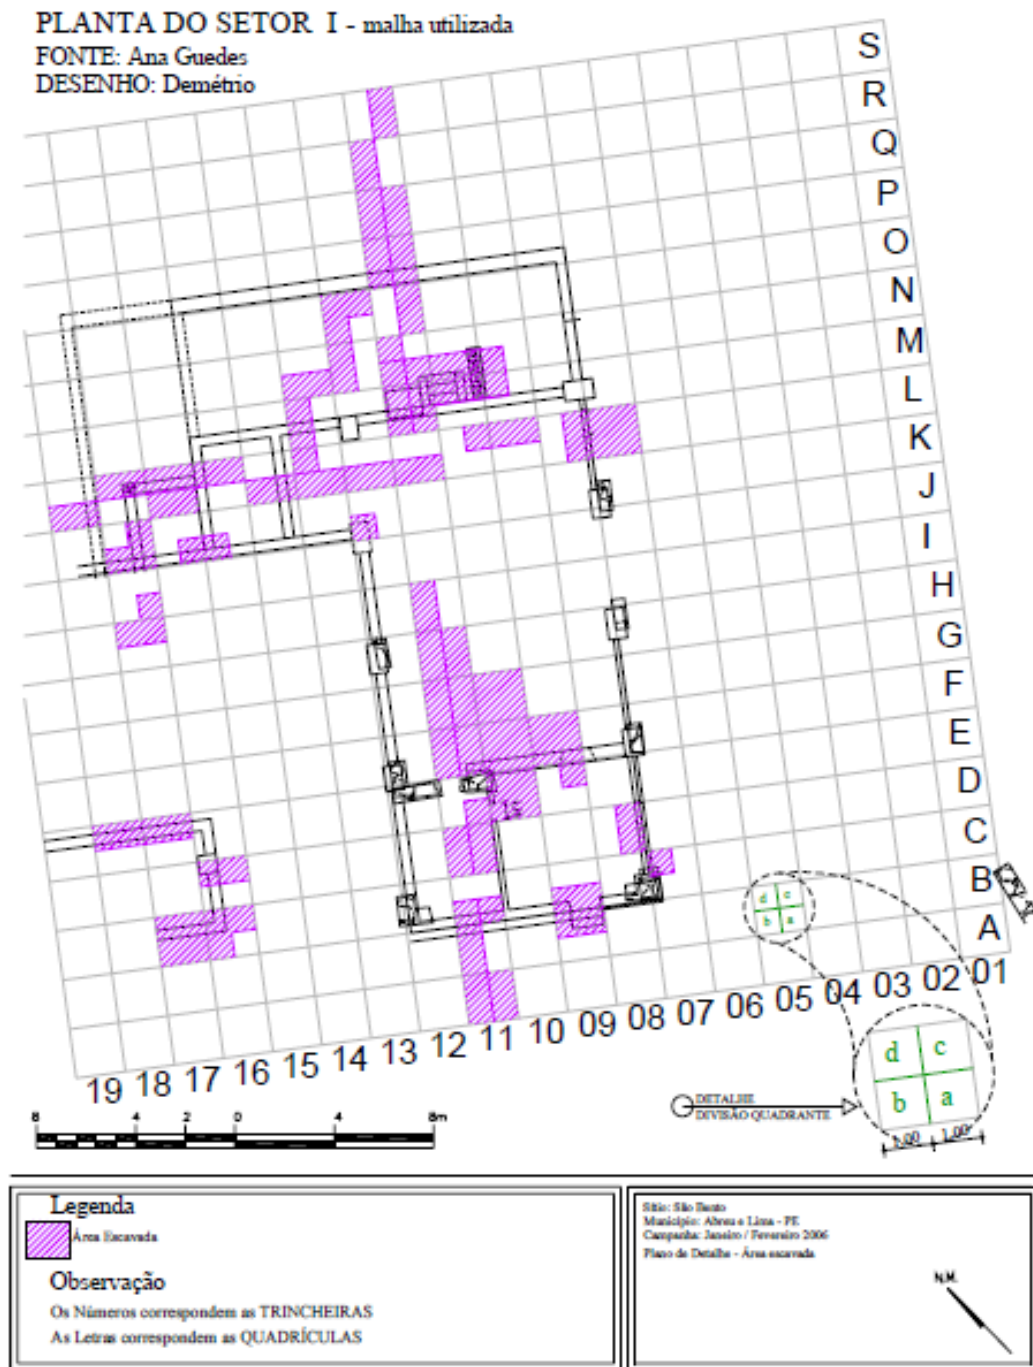 PLANTA DO SETOR I - malha utilizada
FONTE: Ana Guedes
DESENHO: Demétrio
S
R
Q
P
O
N
M
L
K
J
I
H
G
F
E
D
C
B
A
19 18 17 16 15 14 13 12 11 10 09 08 07 06 05 04 03 02 01
d c
b a
d c
b a
1,00 1,00
DETALHE
DIVISÃO QUADRANTE
8 4 2 0 4 8m
Legenda
Área Escavada
Observação
Os Números correspondem as TRINCHEIRAS
As Letras correspondem as QUADRÍCULAS
Sítio: São Bento
Município: Abreu e Lima - PE
Campanha: Janeiro / Fevereiro 2006
Plano de Detalhe - Área escavada
N.M.